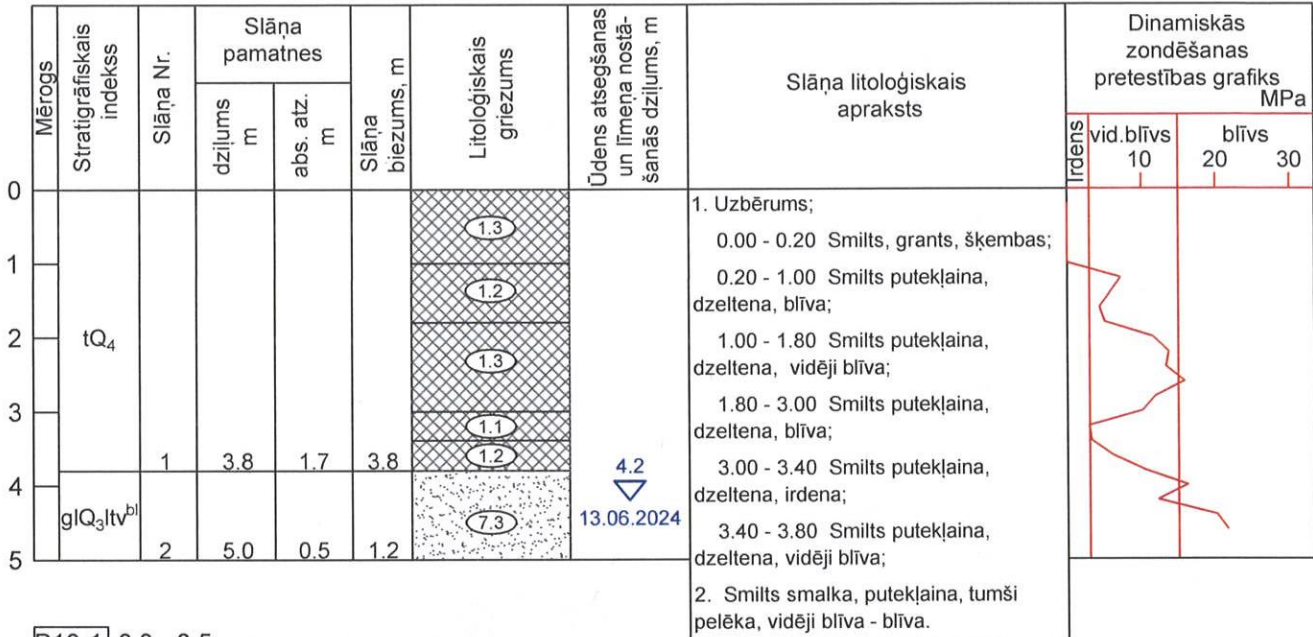 Mērogs
Stratigrāfiskais
indekss
Slāņa Nr.
Slāņa
pamatnes
dziļums
m
abs. atz.
m
Slāņa
biezums, m
Litoloģiskais
griezums
Ūdens atsegšanas
un līmeņa nostā-
šanās dziļums, m
Slāņa litoloģiskais
apraksts
Dinamiskās
zondēšanas
pretestības grafiks
MPa
Irdens
vid.blīvs
blīvs
10 20 30
0
1
2
3
4
5
tQ₄
1 3.8 1.7 3.8
glQ₃ltvᵇˡ
2 5.0 0.5 1.2
1.3
1.2
1.3
1.1
1.2
7.3
4.2
13.06.2024
1. Uzbērums;
0.00 - 0.20 Smilts, grants, šķembas;
0.20 - 1.00 Smilts putekļaina,
dzeltena, blīva;
1.00 - 1.80 Smilts putekļaina,
dzeltena, vidēji blīva;
1.80 - 3.00 Smilts putekļaina,
dzeltena, blīva;
3.00 - 3.40 Smilts putekļaina,
dzeltena, irdena;
3.40 - 3.80 Smilts putekļaina,
dzeltena, vidēji blīva;
2. Smilts smalka, putekļaina, tumši
pelēka, vidēji blīva - blīva.